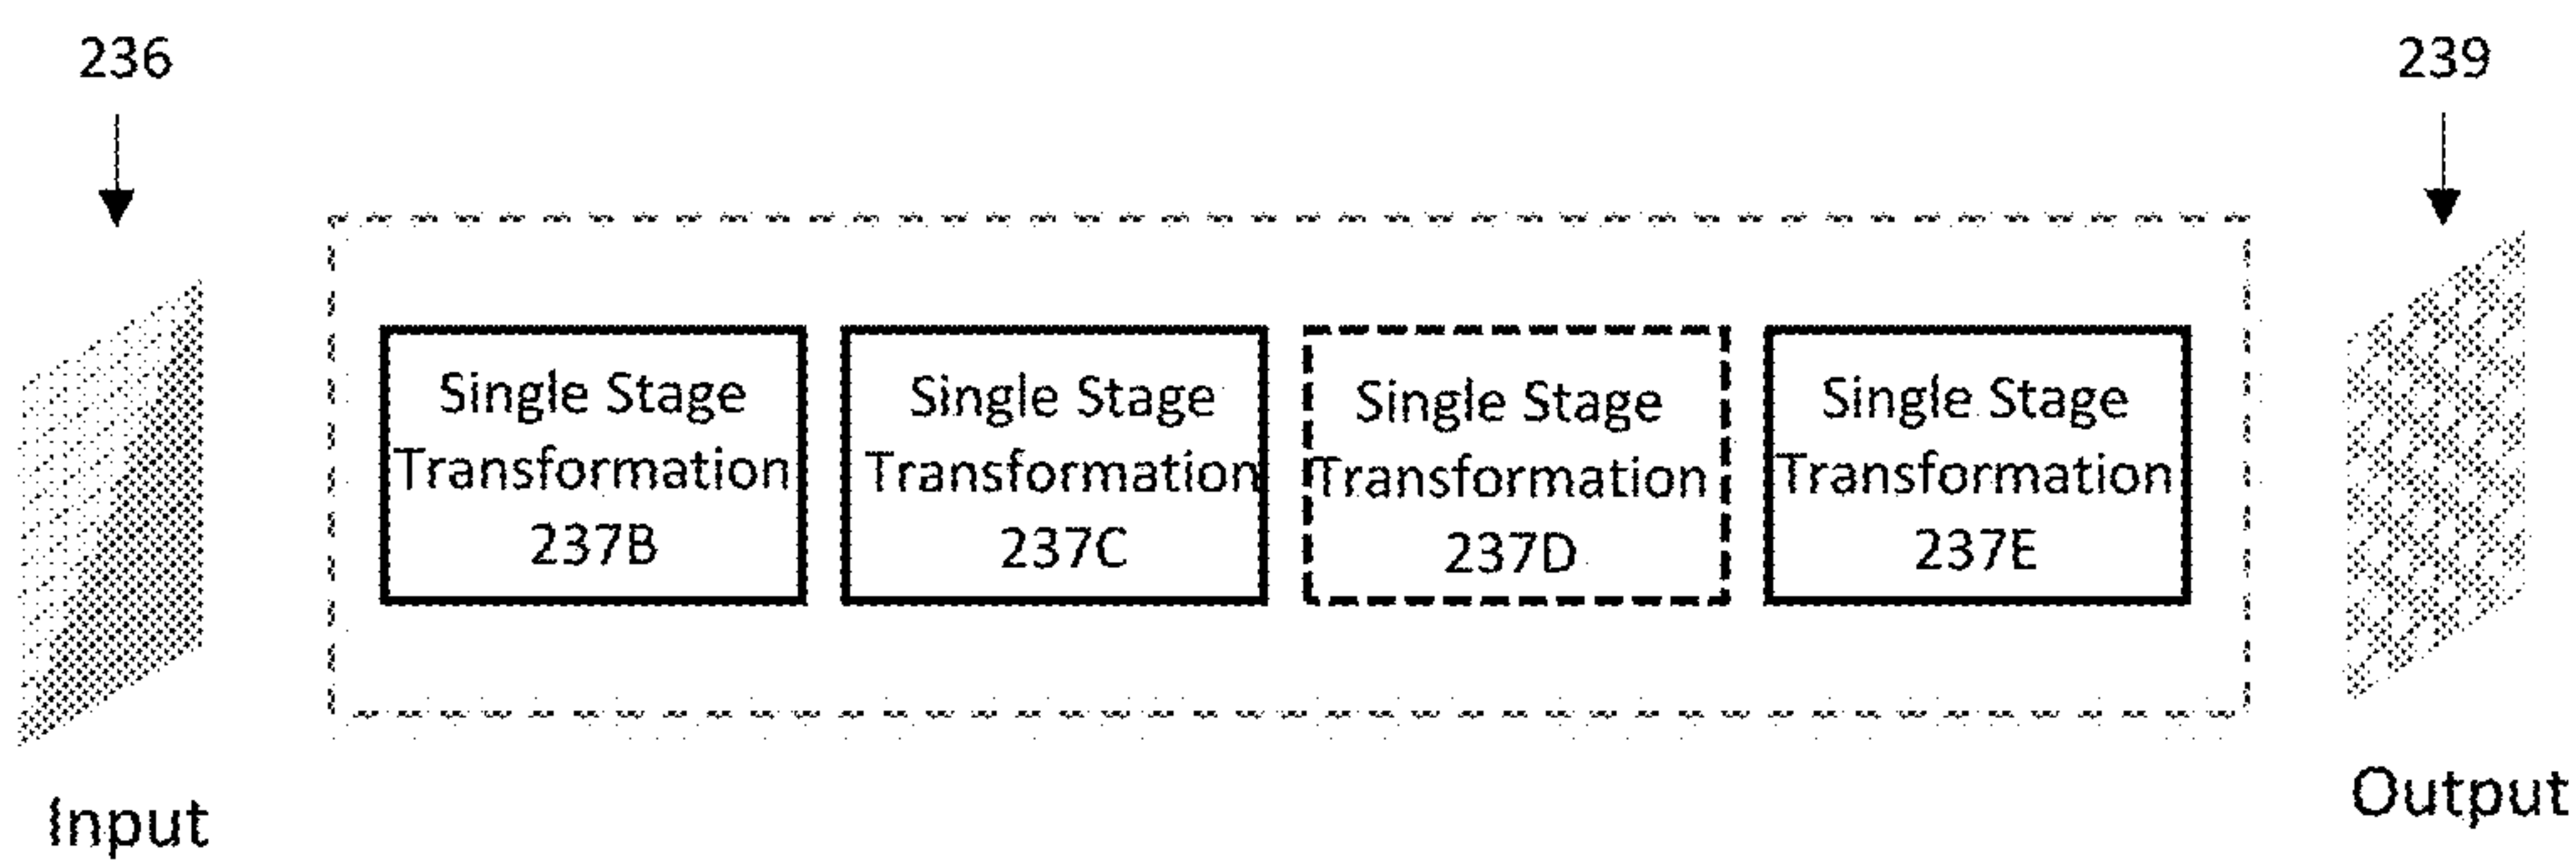 236
239
Single Stage
Transformation
237B
Single Stage
Transformation
237C
Single Stage
Transformation
237D
Single Stage
Transformation
237E
Input
Output